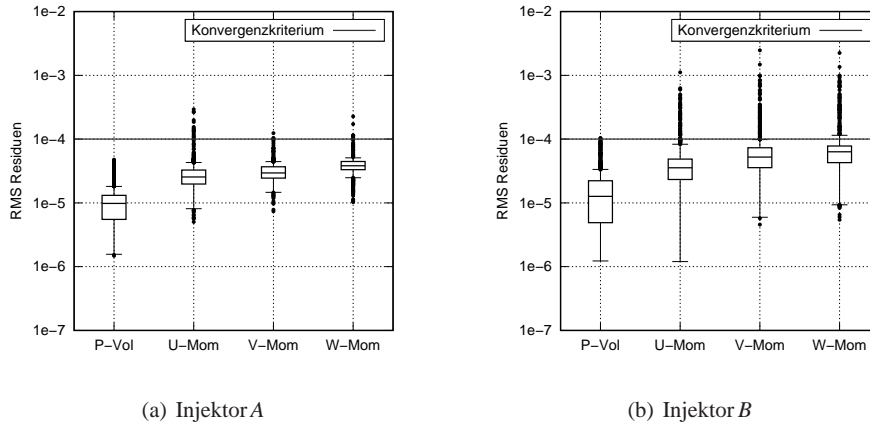 1e−2
1e−3
1e−4
1e−5
1e−6
1e−7
RMS Residuen
Konvergenzkriterium
P−Vol U−Mom V−Mom W−Mom
(a) Injektor A
1e−2
1e−3
1e−4
1e−5
1e−6
1e−7
RMS Residuen
Konvergenzkriterium
P−Vol U−Mom V−Mom W−Mom
(b) Injektor B